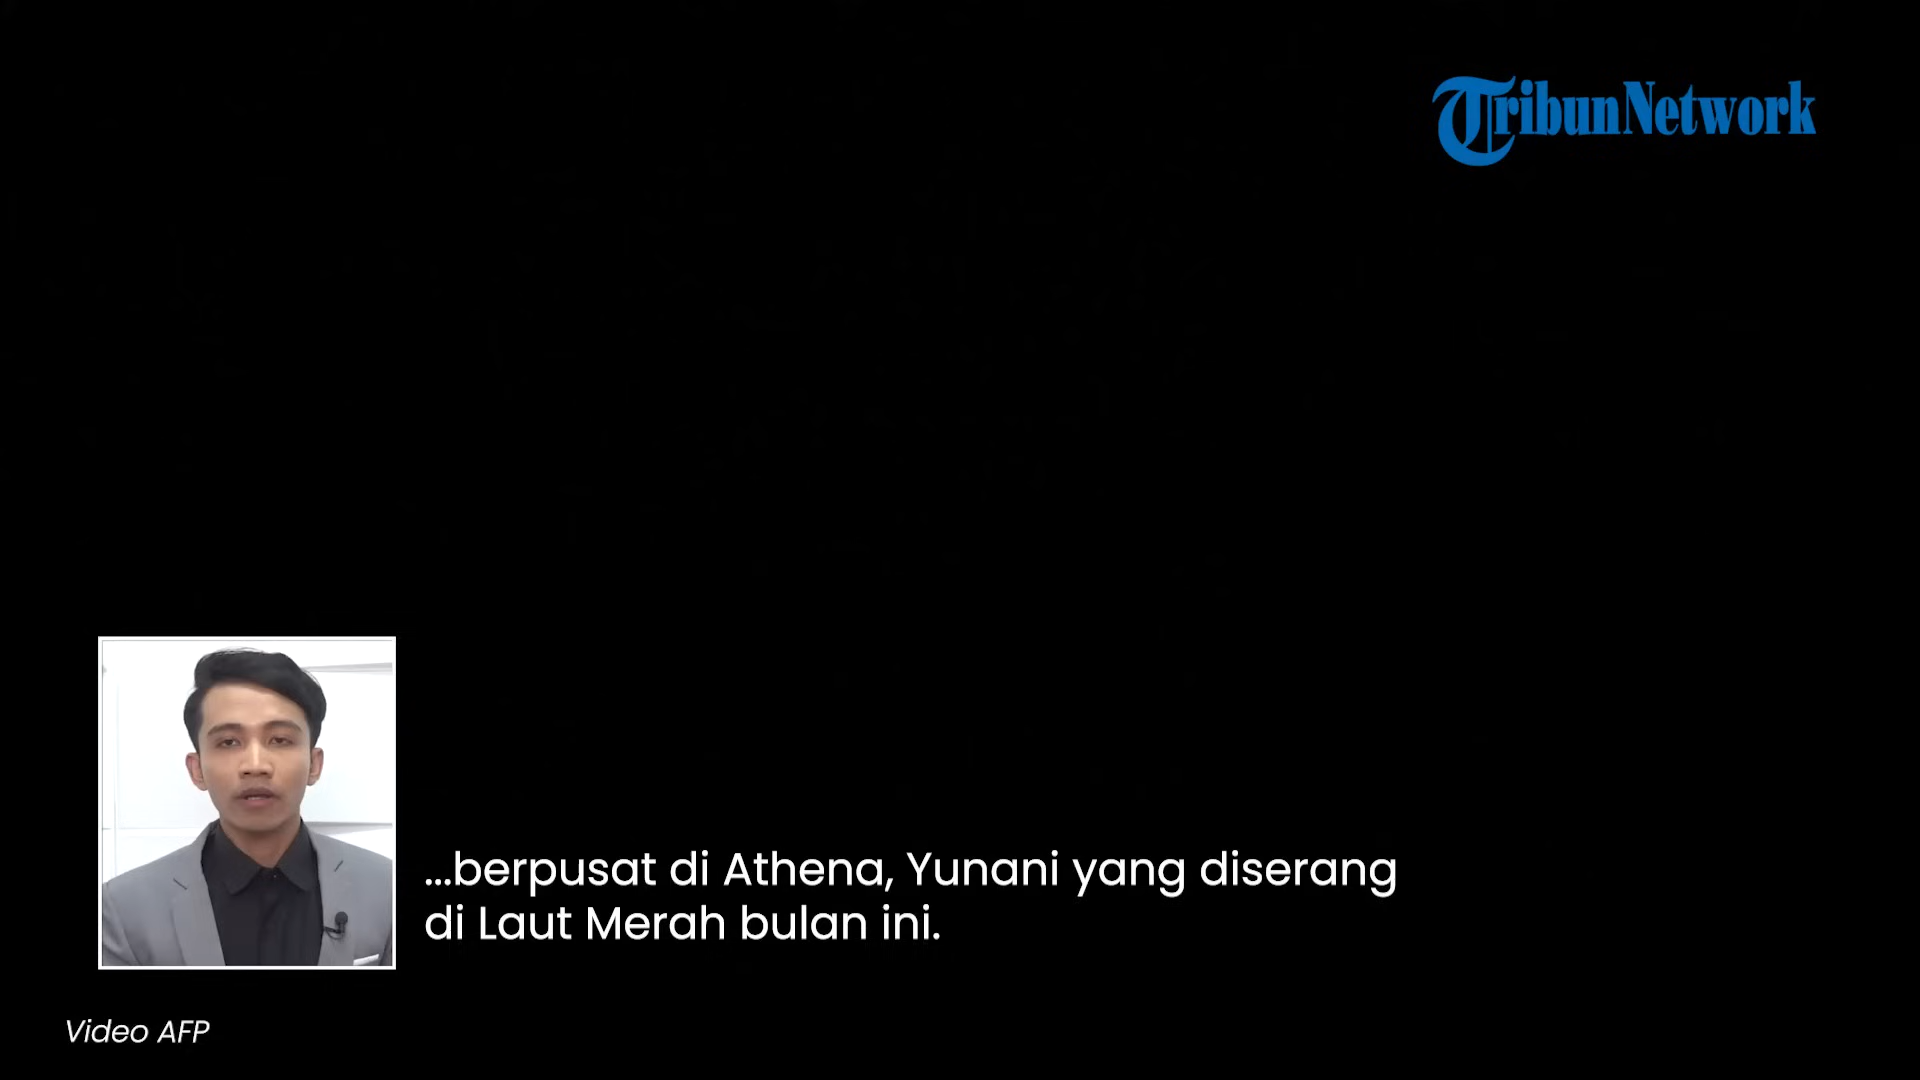 TribunNetwork
...berpusat di Athena, Yunani yang diserang
di Laut Merah bulan ini.
Video AFP